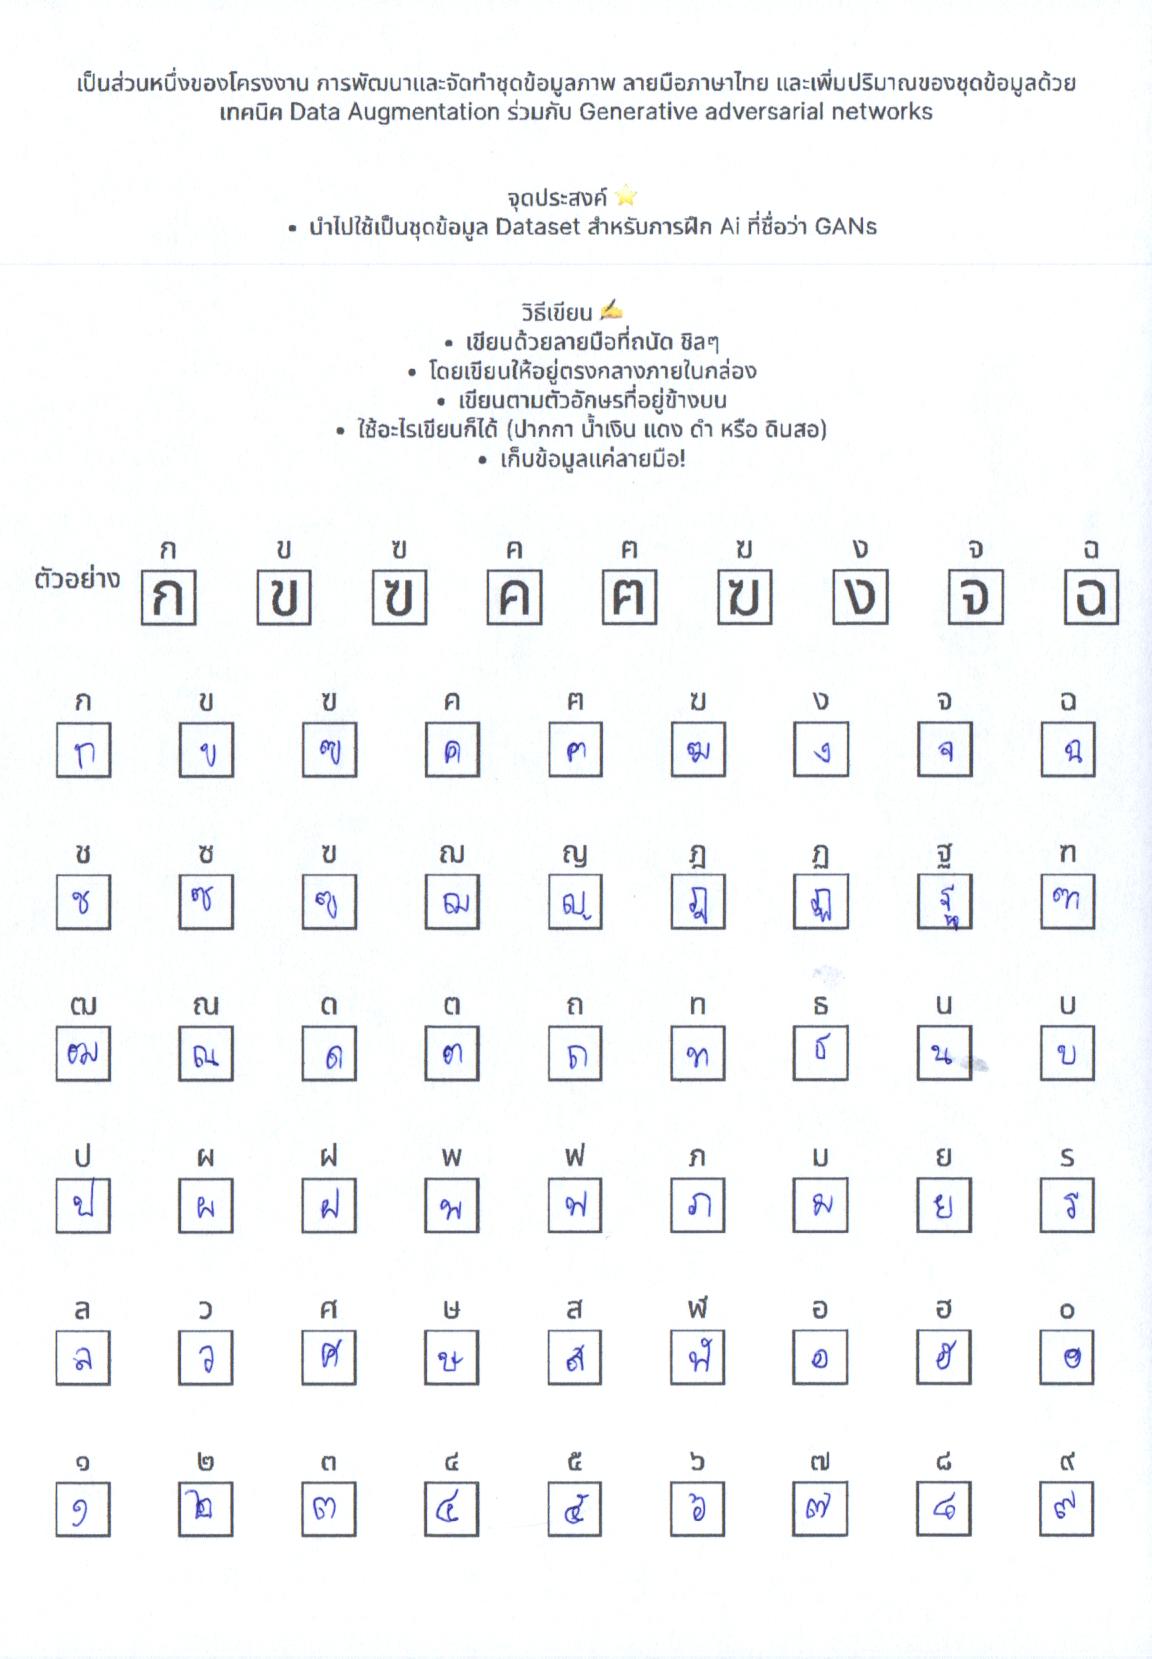 เป็นส่วนหนึ่งของโครงงาน การพัฒนาและจัดทำชุดข้อมูลภาพ ลายมือภาษาไทย และเพิ่มปริมาณของชุดข้อมูลด้วย
เทคนิค Data Augmentation ร่วมกับ Generative adversarial networks
จุดประสงค์ ⭐
• นำไปใช้เป็นชุดข้อมูล Dataset สำหรับการฝึก Ai ที่ชื่อว่า GANs
วิธีเขียน ✍️
• เขียนด้วยลายมือที่ถนัด ชิลๆ
• โดยเขียนให้อยู่ตรงกลางภายในกล่อง
• เขียนตามตัวอักษรที่อยู่ข้างบน
• ใช้อะไรเขียนก็ได้ (ปากกา น้ำเงิน แดง ดำ หรือ ดินสอ)
• เก็บข้อมูลแค่ลายมือ!
ก ข ฃ ค ฅ ฆ ง จ ฉ
ตัวอย่าง ก ข ฃ ค ฅ ฆ ง จ ฉ
ก ข ฃ ค ฅ ฆ ง จ ฉ
ก ข ฃ ค ฅ ฆ ง จ ฉ
ช ซ ฃ ฌ ญ ฎ ฏ ฐ ฑ
ช ซ ฃ ฌ ญ ฎ ฏ ฐ ฑ
ฒ ณ ด ต ถ ท ธ น บ
ฒ ณ ด ต ถ ท ธ น บ
ป ผ ฝ พ ฟ ภ ม ย ร
ป ผ ฝ พ ฟ ภ ม ย ร
ล ว ศ ษ ส ฬ อ ฮ ๐
ล ว ศ ษ ส ฬ อ ฮ ๐
๑ ๒ ๓ ๔ ๕ ๖ ๗ ๘ ๙
๑ ๒ ๓ ๔ ๕ ๖ ๗ ๘ ๙